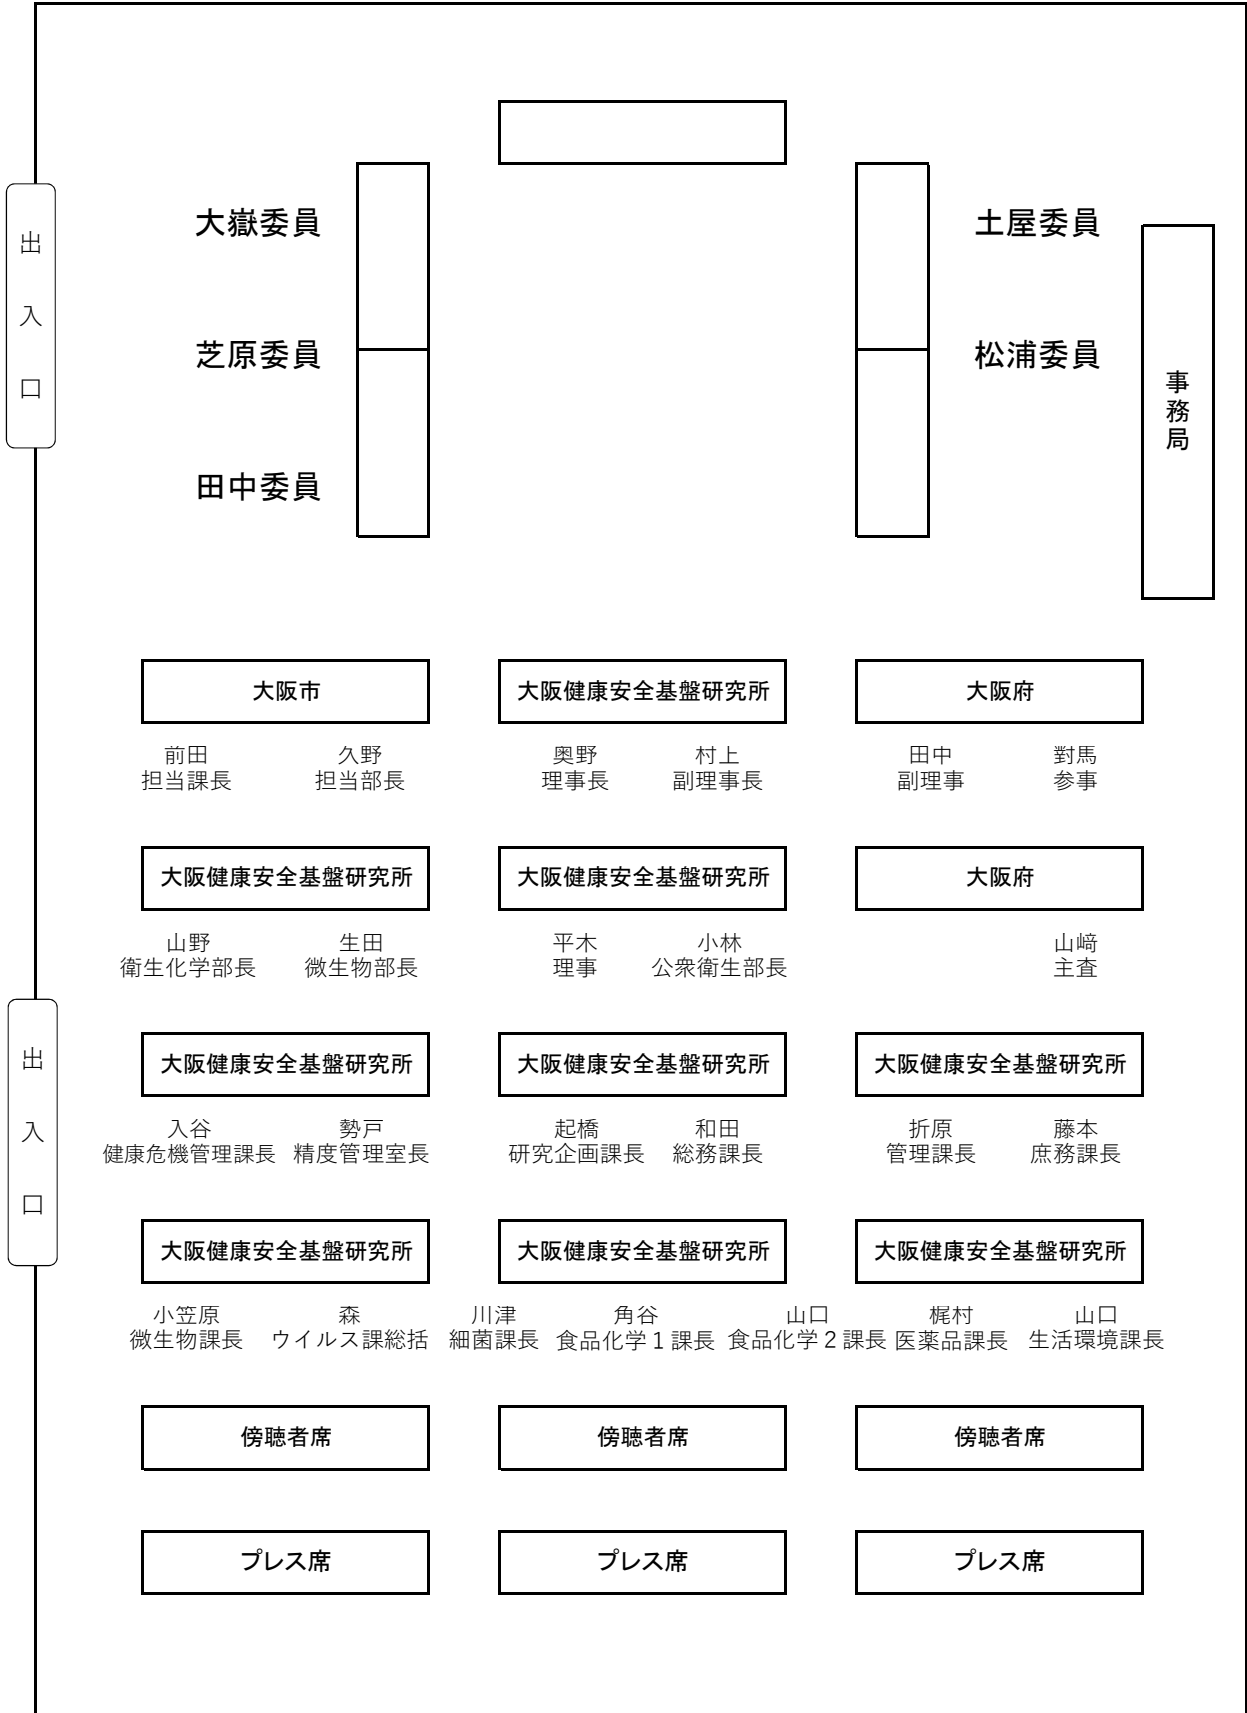 大嶽委員
土屋委員
出入口
芝原委員
松浦委員
事務局
田中委員
大阪市
大阪健康安全基盤研究所
大阪府
前田
担当課長
久野
担当部長
奥野
理事長
村上
副理事長
田中
副理事
對馬
参事
大阪健康安全基盤研究所
大阪健康安全基盤研究所
大阪府
山野
衛生化学部長
生田
微生物部長
平木
理事
小林
公衆衛生部長
山﨑
主査
出入口
大阪健康安全基盤研究所
大阪健康安全基盤研究所
大阪健康安全基盤研究所
入谷
健康危機管理課長
勢戸
精度管理室長
起橋
研究企画課長
和田
総務課長
折原
管理課長
藤本
庶務課長
大阪健康安全基盤研究所
大阪健康安全基盤研究所
大阪健康安全基盤研究所
小笠原
微生物課長
森
ウイルス課総括
川津
細菌課長
角谷
食品化学１課長
山口
食品化学２課長
梶村
医薬品課長
山口
生活環境課長
傍聴者席
傍聴者席
傍聴者席
プレス席
プレス席
プレス席